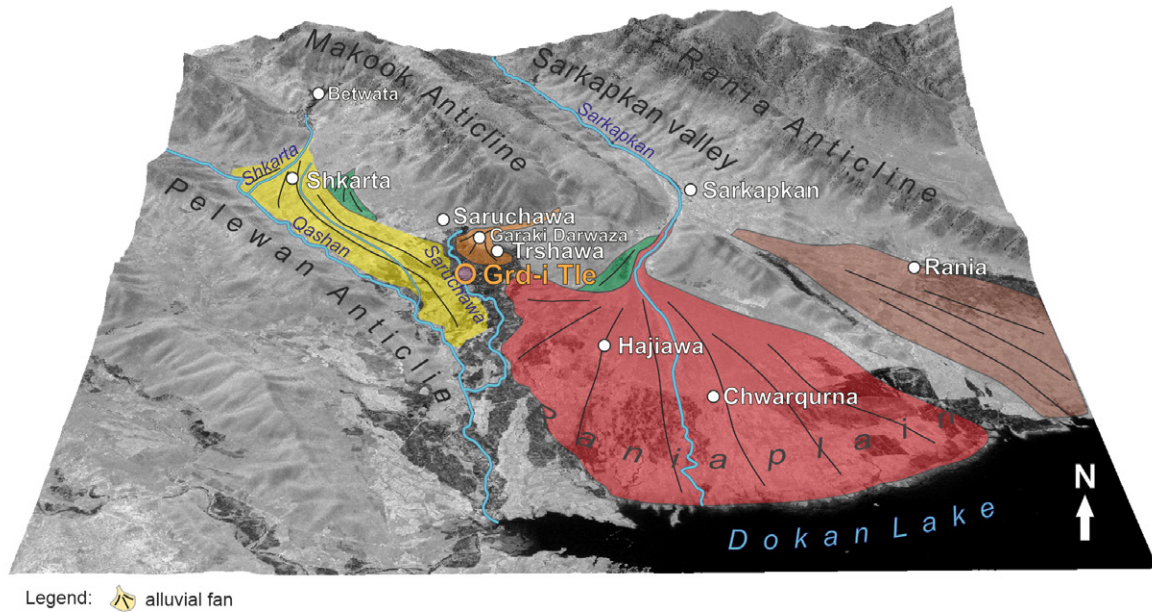 Makook Anticline
Sarkapkan valley
Rania Anticline
Betwata
Sarkapkan
Shkarta
Shkarta
Sarkapkan
Pelewan Anticlie
Qashan
Saruchawa
Saruchawa
Garaki Darwaza
Trshawa
Grd-i Tle
Rania
Hajiawa
Chwarqurna
Rania plain
N
Dokan Lake
Legend: alluvial fan